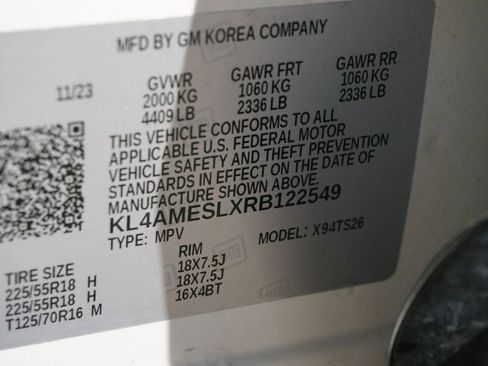 MFD BY GM KOREA COMPANY
11/23 GVWR GAWR FRT GAWR RR
2000 KG 1060 KG 1060 KG
4409 LB 2336 LB 2336 LB
THIS VEHICLE CONFORMS TO ALL
APPLICABLE U.S. FEDERAL MOTOR
VEHICLE SAFETY AND THEFT PREVENTION
STANDARDS IN EFFECT ON THE DATE OF
MANUFACTURE SHOWN ABOVE.
KL4AMESLXRB122549
TYPE: MPV MODEL: X94TS26
TIRE SIZE RIM
225/55R18 H 18X7.5J
225/55R18 H 18X7.5J
T125/70R16 M 16X4BT